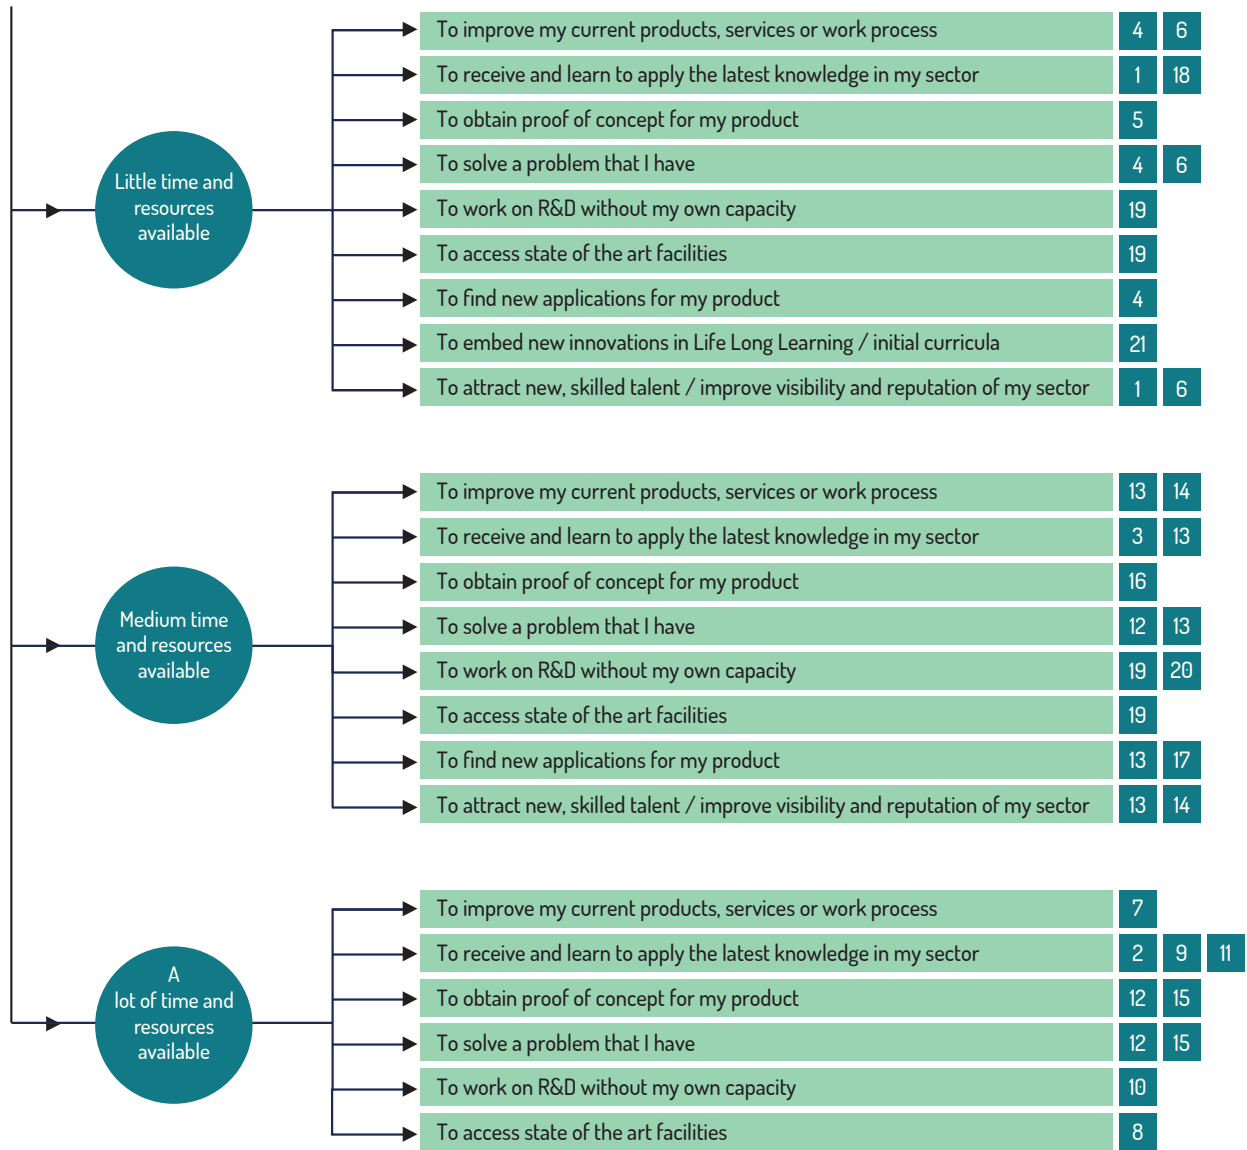 Little time and
resources
available
To improve my current products, services or work process 4 6
To receive and learn to apply the latest knowledge in my sector 1 18
To obtain proof of concept for my product 5
To solve a problem that I have 4 6
To work on R&D without my own capacity 19
To access state of the art facilities 19
To find new applications for my product 4
To embed new innovations in Life Long Learning / initial curricula 21
To attract new, skilled talent / improve visibility and reputation of my sector 1 6
Medium time
and resources
available
To improve my current products, services or work process 13 14
To receive and learn to apply the latest knowledge in my sector 3 13
To obtain proof of concept for my product 16
To solve a problem that I have 12 13
To work on R&D without my own capacity 19 20
To access state of the art facilities 19
To find new applications for my product 13 17
To attract new, skilled talent / improve visibility and reputation of my sector 13 14
A
lot of time and
resources
available
To improve my current products, services or work process 7
To receive and learn to apply the latest knowledge in my sector 2 9 11
To obtain proof of concept for my product 12 15
To solve a problem that I have 12 15
To work on R&D without my own capacity 10
To access state of the art facilities 8